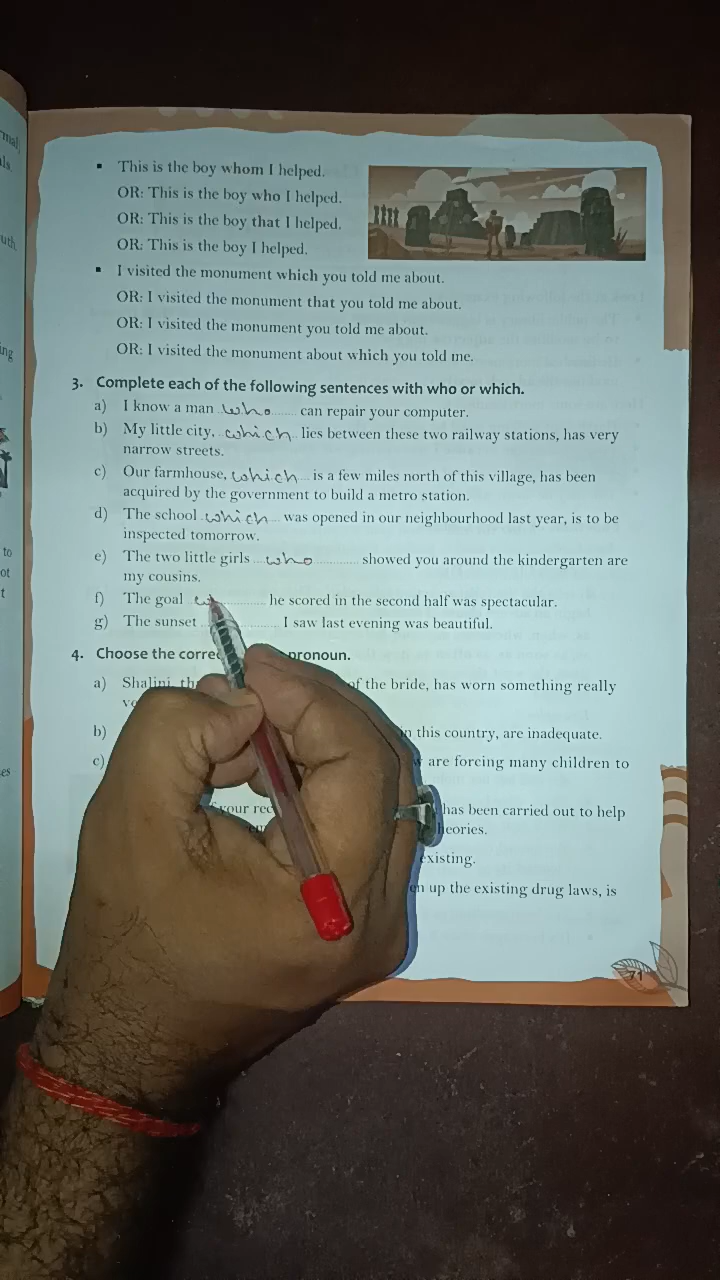 ▪ This is the boy whom I helped.
OR: This is the boy who I helped.
OR: This is the boy that I helped.
OR: This is the boy I helped.
▪ I visited the monument which you told me about.
OR: I visited the monument that you told me about.
OR: I visited the monument you told me about.
OR: I visited the monument about which you told me.
3. Complete each of the following sentences with who or which.
a) I know a man who can repair your computer.
b) My little city, which lies between these two railway stations, has very
narrow streets.
c) Our farmhouse, which is a few miles north of this village, has been
acquired by the government to build a metro station.
d) The school which was opened in our neighbourhood last year, is to be
inspected tomorrow.
e) The two little girls who showed you around the kindergarten are
my cousins.
f) The goal he scored in the second half was spectacular.
g) The sunset I saw last evening was beautiful.
4. Choose the pronoun.
a) Shalini, of the bride, has worn something really
b) in this country, are inadequate.
c) are forcing many children to
your has been carried out to help
existing.
up the existing drug laws, is
71